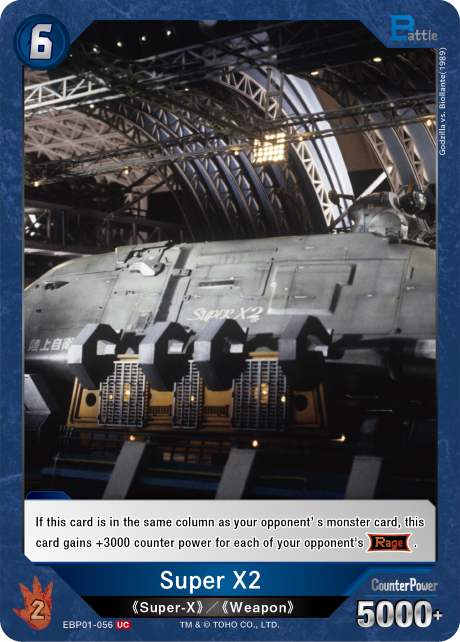 6
Battle
Godzilla vs. Biollante(1989)
Super X2
陸上自衛
If this card is in the same column as your opponent's monster card, this
card gains +3000 counter power for each of your opponent's Rage .
Super X2
CounterPower
2
《Super-X》／《Weapon》
5000+
EBP01-056 UC
TM & © TOHO CO., LTD.